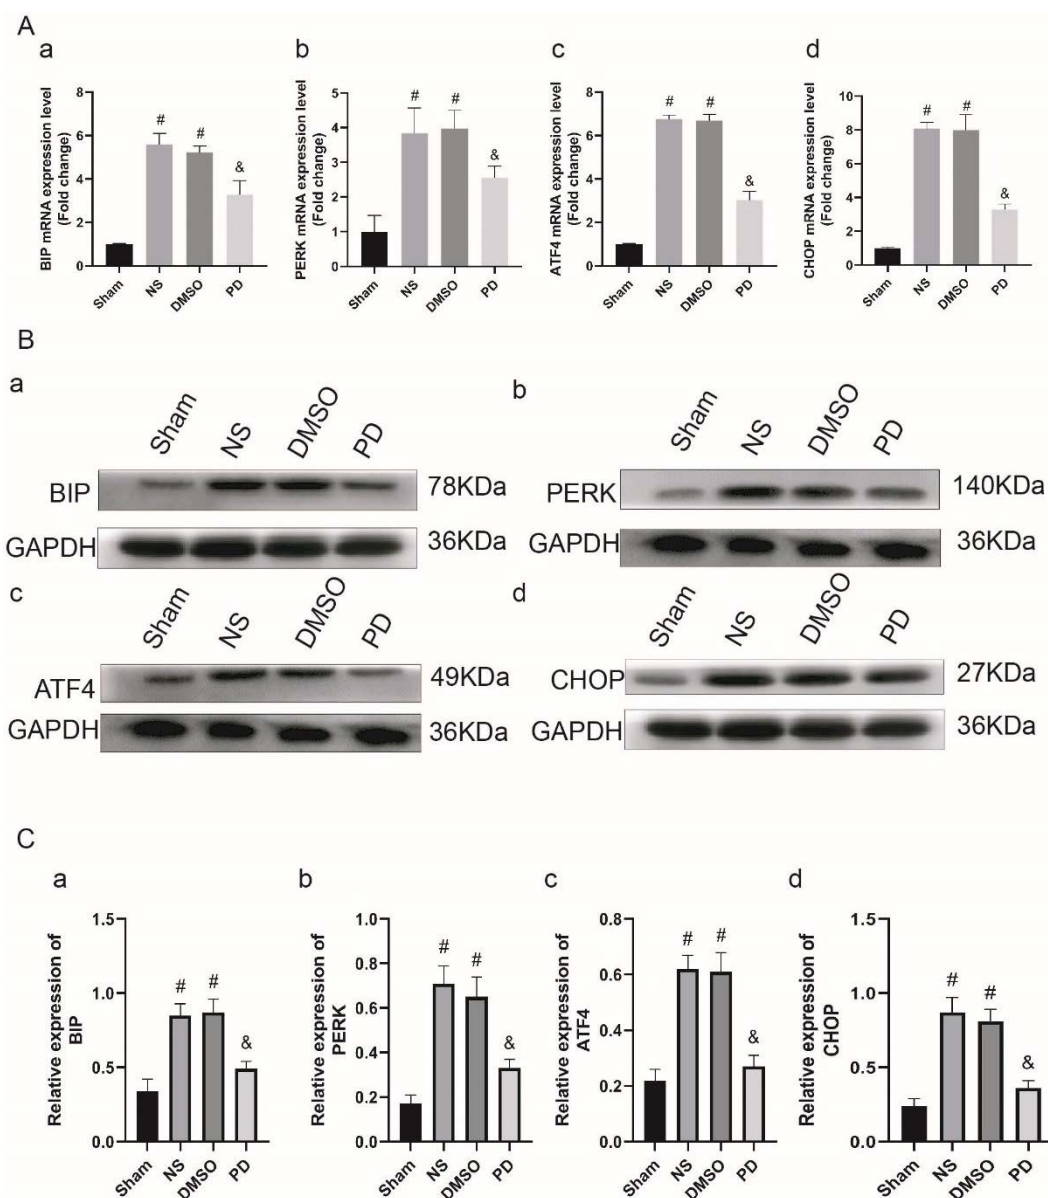 A
a
b
c
d
BIP mRNA expression level
(Fold change)
8
6
4
2
0
#
#
&
Sham
NS
DMSO
PD
PERK mRNA expression level
(Fold change)
5
4
3
2
1
0
#
#
&
Sham
NS
DMSO
PD
ATF4 mRNA expression level
(Fold change)
8
6
4
2
0
#
#
&
Sham
NS
DMSO
PD
CHOP mRNA expression level
(Fold change)
10
8
6
4
2
0
#
#
&
Sham
NS
DMSO
PD
B
a
Sham
NS
DMSO
PD
BIP
78KDa
GAPDH
36KDa
b
Sham
NS
DMSO
PD
PERK
140KDa
GAPDH
36KDa
c
Sham
NS
DMSO
PD
ATF4
49KDa
GAPDH
36KDa
d
Sham
NS
DMSO
PD
CHOP
27KDa
GAPDH
36KDa
C
a
b
c
d
Relative expression of
BIP
1.5
1.0
0.5
0.0
#
#
&
Sham
NS
DMSO
PD
Relative expression of
PERK
1.0
0.8
0.6
0.4
0.2
0.0
#
#
&
Sham
NS
DMSO
PD
Relative expression of
ATF4
0.8
0.6
0.4
0.2
0.0
#
#
&
Sham
NS
DMSO
PD
Relative expression of
CHOP
1.5
1.0
0.5
0.0
#
#
&
Sham
NS
DMSO
PD